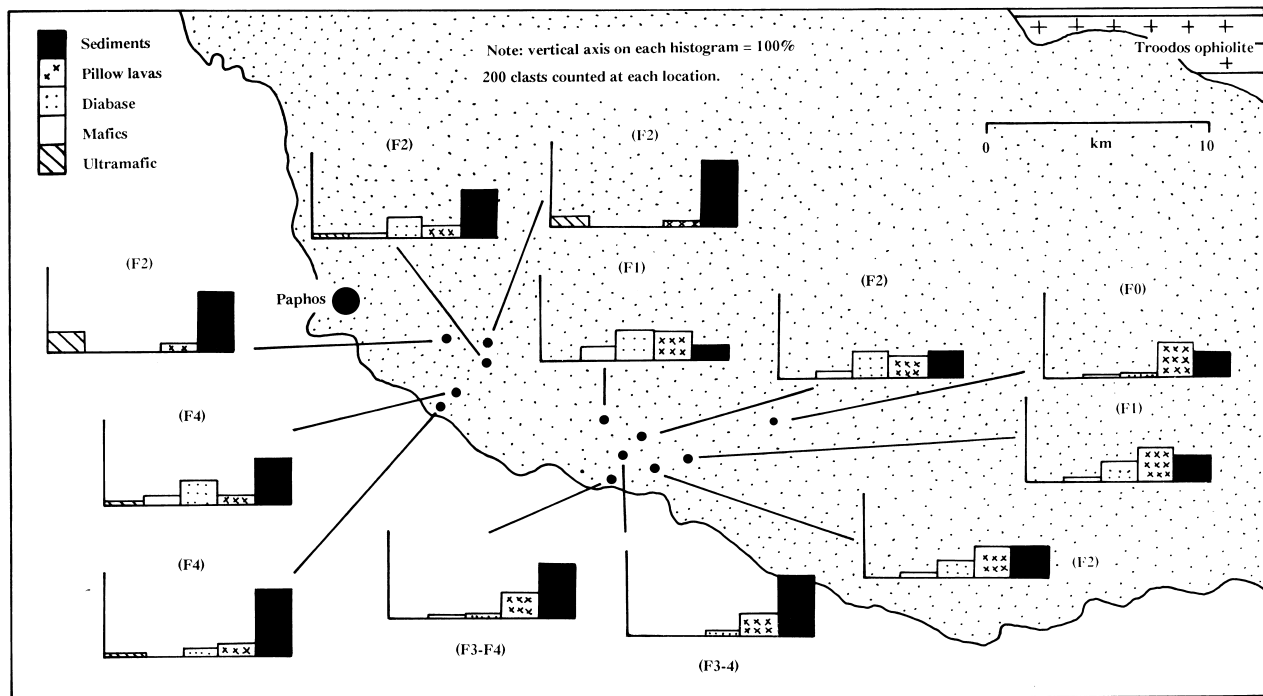 Sediments
Pillow lavas
Diabase
Mafics
Ultramafic
Note: vertical axis on each histogram = 100%
200 clasts counted at each location.
Troodos ophiolite
0 km 10
(F2)
(F2)
(F2)
(F1)
(F2)
(F0)
Paphos
(F4)
(F1)
(F4)
(F2)
(F3-F4)
(F3-4)